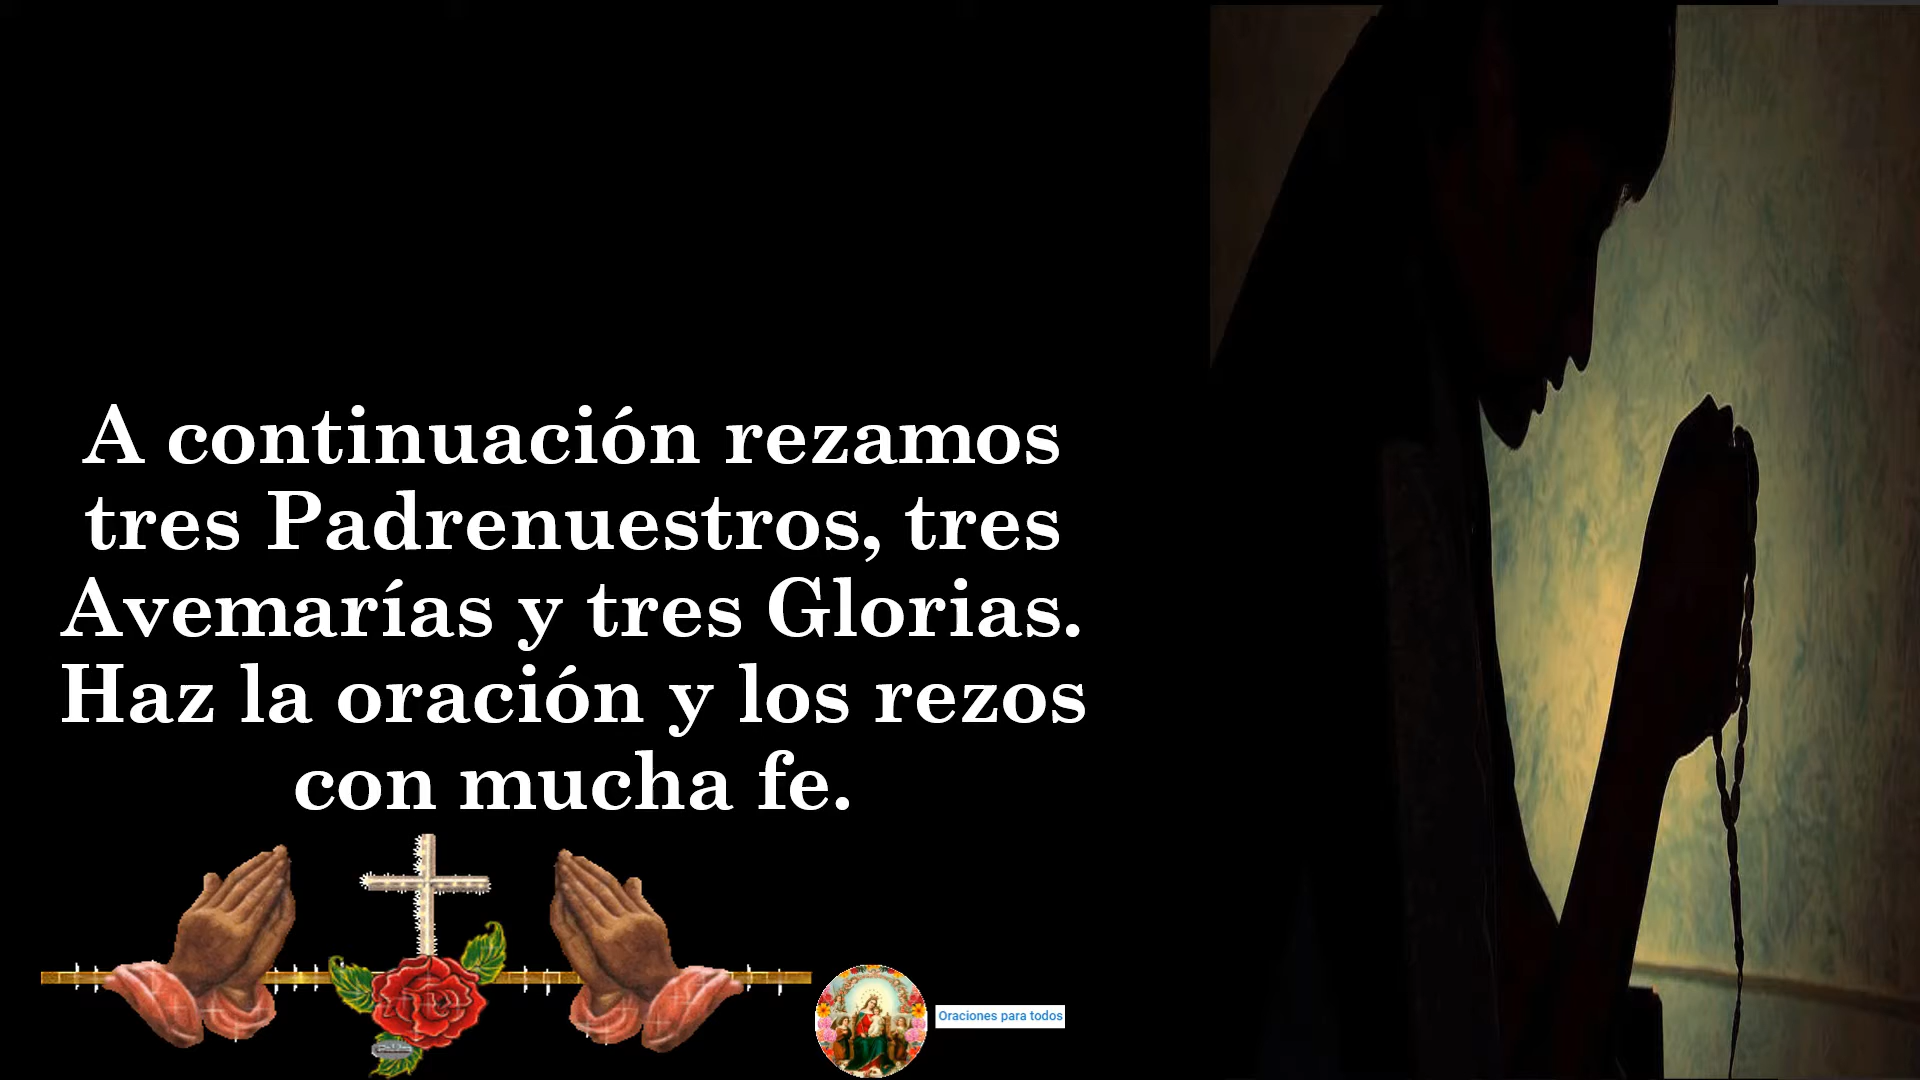 A continuación rezamos
tres Padrenuestros, tres
Avemarías y tres Glorias.
Haz la oración y los rezos
con mucha fe.
Oraciones para todos